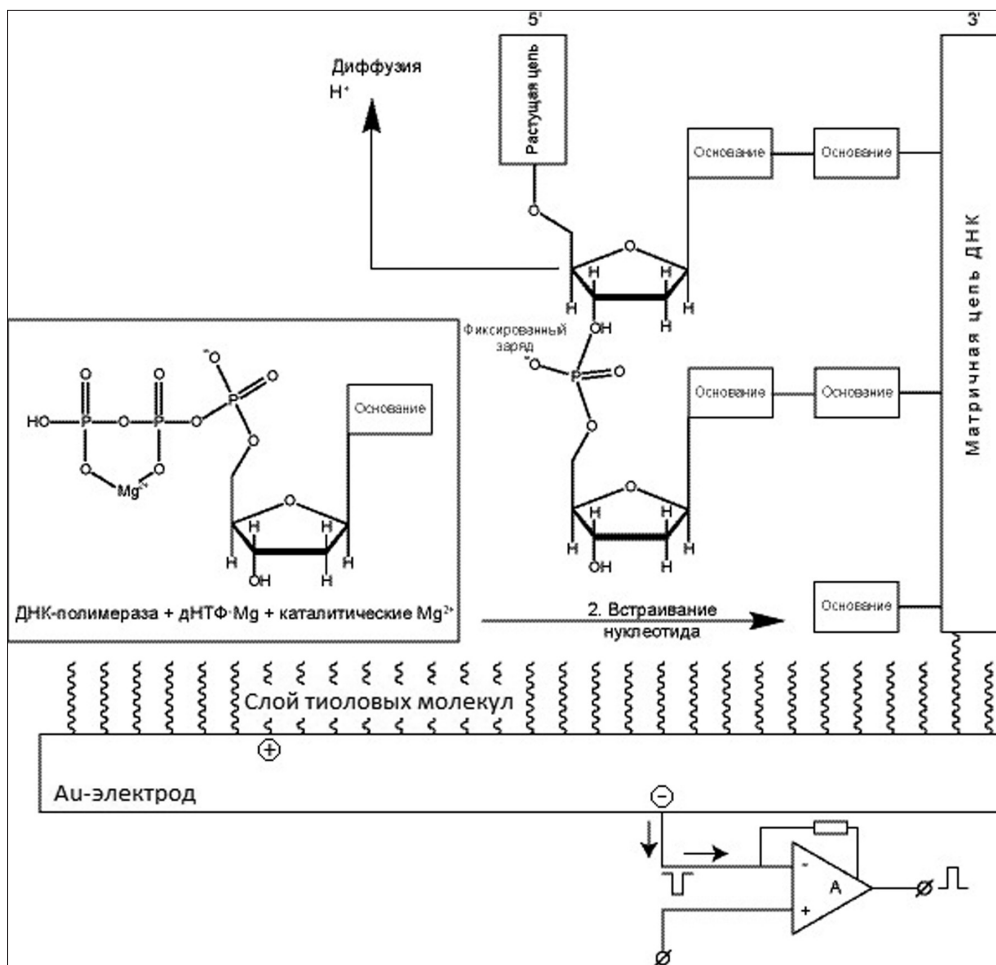 5'
3'
Диффузия
H⁺
Растущая цепь
Основание
Основание
Матричная цепь ДНК
O
O
H
H
H
H
Фиксированный
заряд
OH
⁻O
P
O
O
Основание
Основание
O
H
H
H
H
OH
⁻O
O
O
O
P
HO
P
O
P
O
O
O
O
Mg²⁺
Основание
O
H
H
H
H
OH
ДНК-полимераза + дНТФ·Mg + каталитические Mg²⁺
2. Встраивание
нуклеотида
Основание
Слой тиоловых молекул
+
Au-электрод
−
-
A
+